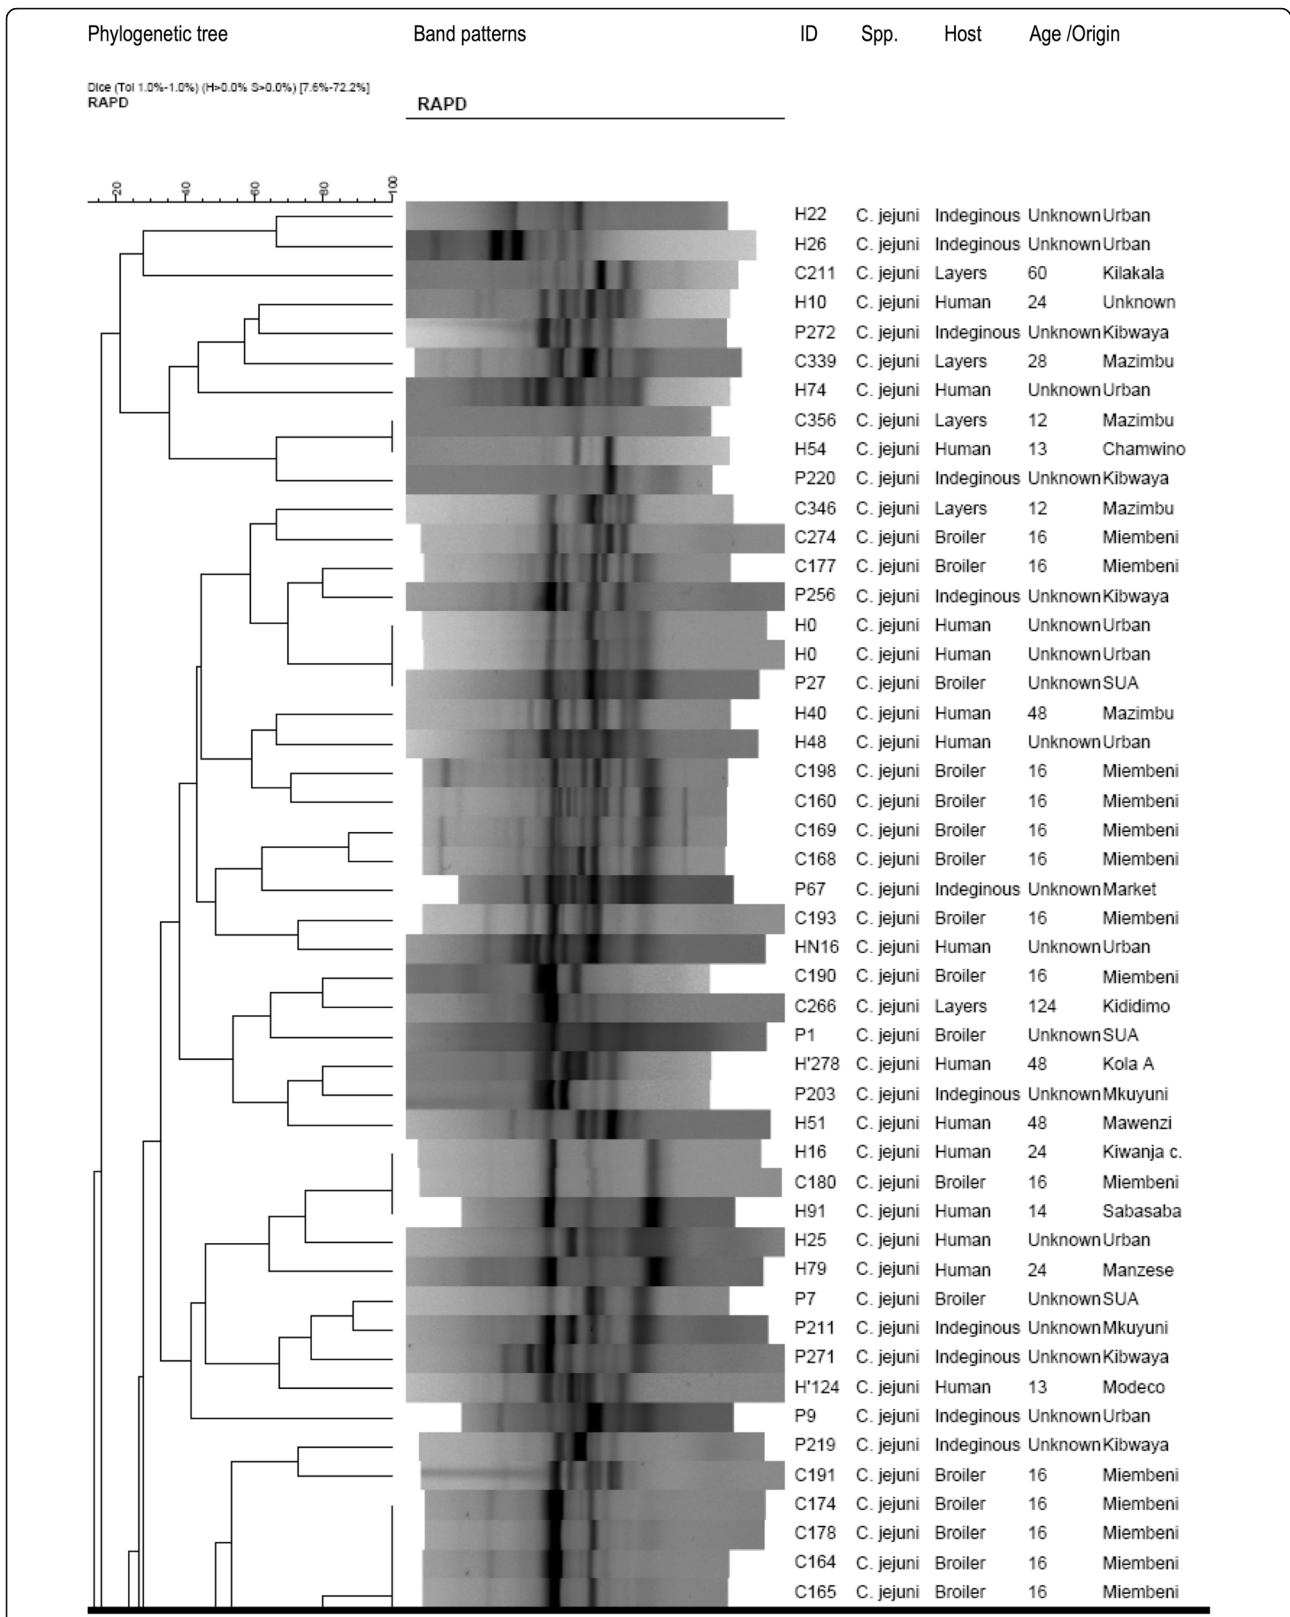 Phylogenetic tree Band patterns ID Spp. Host Age /Origin
Dice (Tol 1.0%-1.0%) (H>0.0% S>0.0%) [7.6%-72.2%]
RAPD RAPD
20 40 60 80 100
H22 C. jejuni Indeginous Unknown Urban
H26 C. jejuni Indeginous Unknown Urban
C211 C. jejuni Layers 60 Kilakala
H10 C. jejuni Human 24 Unknown
P272 C. jejuni Indeginous Unknown Kibwaya
C339 C. jejuni Layers 28 Mazimbu
H74 C. jejuni Human Unknown Urban
C356 C. jejuni Layers 12 Mazimbu
H54 C. jejuni Human 13 Chamwino
P220 C. jejuni Indeginous Unknown Kibwaya
C346 C. jejuni Layers 12 Mazimbu
C274 C. jejuni Broiler 16 Miembeni
C177 C. jejuni Broiler 16 Miembeni
P256 C. jejuni Indeginous Unknown Kibwaya
H0 C. jejuni Human Unknown Urban
H0 C. jejuni Human Unknown Urban
P27 C. jejuni Broiler Unknown SUA
H40 C. jejuni Human 48 Mazimbu
H48 C. jejuni Human Unknown Urban
C198 C. jejuni Broiler 16 Miembeni
C160 C. jejuni Broiler 16 Miembeni
C169 C. jejuni Broiler 16 Miembeni
C168 C. jejuni Broiler 16 Miembeni
P67 C. jejuni Indeginous Unknown Market
C193 C. jejuni Broiler 16 Miembeni
HN16 C. jejuni Human Unknown Urban
C190 C. jejuni Broiler 16 Miembeni
C266 C. jejuni Layers 124 Kididimo
P1 C. jejuni Broiler Unknown SUA
H'278 C. jejuni Human 48 Kola A
P203 C. jejuni Indeginous Unknown Mkuyuni
H51 C. jejuni Human 48 Mawenzi
H16 C. jejuni Human 24 Kiwanja c.
C180 C. jejuni Broiler 16 Miembeni
H91 C. jejuni Human 14 Sabasaba
H25 C. jejuni Human Unknown Urban
H79 C. jejuni Human 24 Manzese
P7 C. jejuni Broiler Unknown SUA
P211 C. jejuni Indeginous Unknown Mkuyuni
P271 C. jejuni Indeginous Unknown Kibwaya
H'124 C. jejuni Human 13 Modeco
P9 C. jejuni Indeginous Unknown Urban
P219 C. jejuni Indeginous Unknown Kibwaya
C191 C. jejuni Broiler 16 Miembeni
C174 C. jejuni Broiler 16 Miembeni
C178 C. jejuni Broiler 16 Miembeni
C164 C. jejuni Broiler 16 Miembeni
C165 C. jejuni Broiler 16 Miembeni